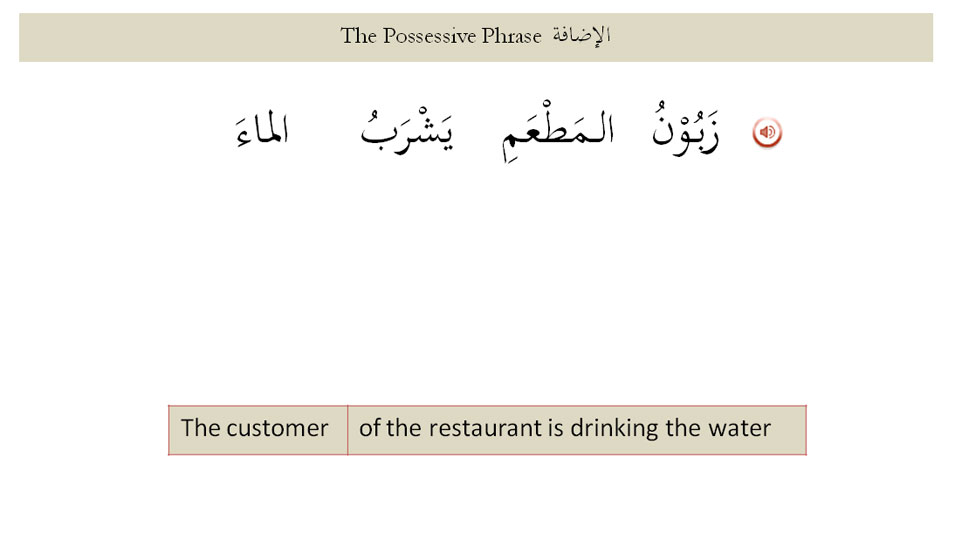 The Possessive Phrase الإضافة
زَبُوْنُ المَطْعَمِ يَشْرَبُ الماءَ
The customer of the restaurant is drinking the water